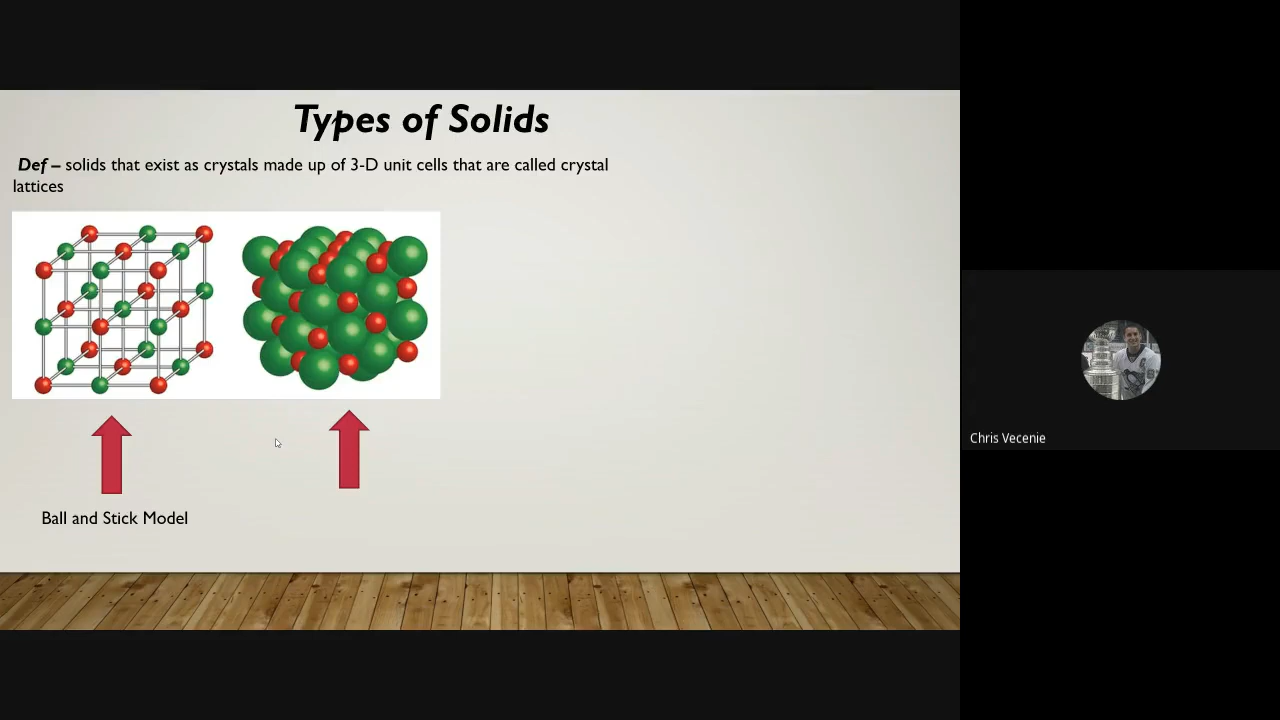 Types of Solids
Def – solids that exist as crystals made up of 3-D unit cells that are called crystal
lattices
Ball and Stick Model
Chris Vecenie